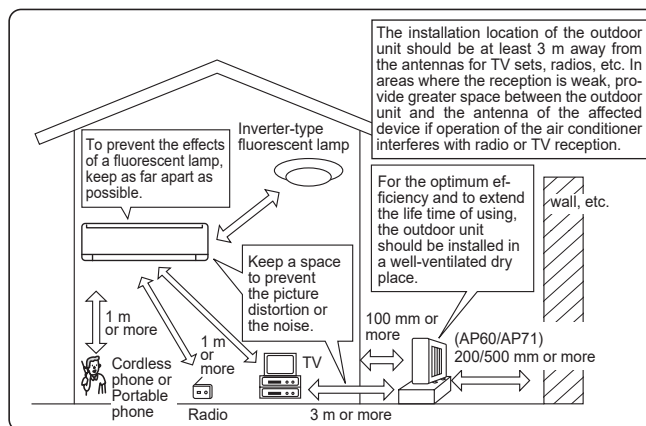 The installation location of the outdoor
unit should be at least 3 m away from
the antennas for TV sets, radios, etc. In
areas where the reception is weak, pro-
vide greater space between the outdoor
unit and the antenna of the affected
device if operation of the air conditioner
interferes with radio or TV reception.
To prevent the effects
of a fluorescent lamp,
keep as far apart as
possible.
Inverter-type
fluorescent lamp
For the optimum ef-
ficiency and to extend
the life time of using,
the outdoor unit
should be installed in
a well-ventilated dry
place.
wall, etc.
Keep a space
to prevent
the picture
distortion or
the noise.
1 m
or more
Cordless
phone or
Portable
phone
1 m
or more
Radio
TV
3 m or more
100 mm or
more
(AP60/AP71)
200/500 mm or more